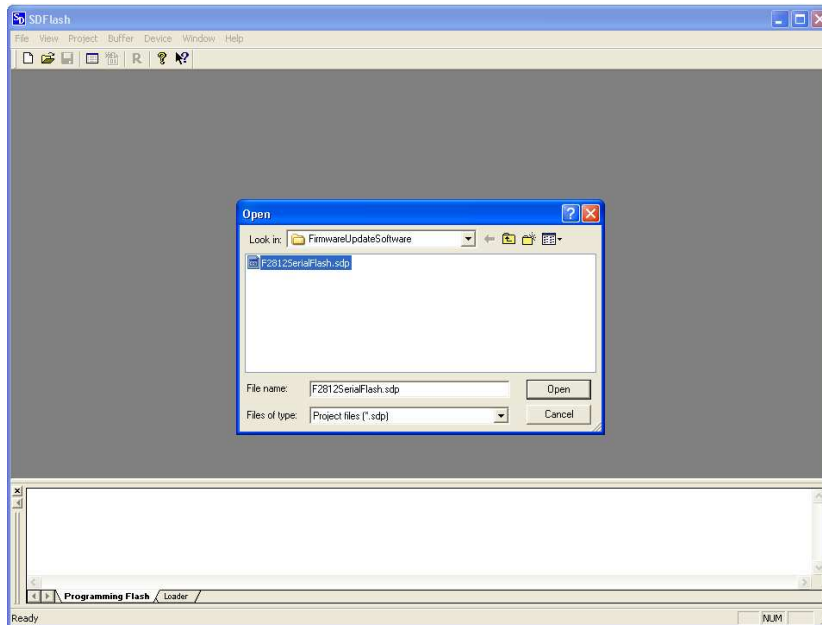 SD SDFlash
File View Project Buffer Device Window Help
R ? ?
Open
Look in: FirmwareUpdateSoftware
F2812SerialFlash.sdp
File name: F2812SerialFlash.sdp Open
Files of type: Project files (*.sdp) Cancel
Programming Flash Loader
Ready NUM